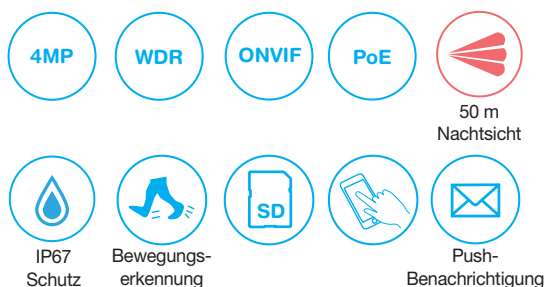 4MP
WDR
ONVIF
PoE
50 m
Nachtsicht
IP67
Schutz
Bewegungs-
erkennung
SD
Push-
Benachrichtigung